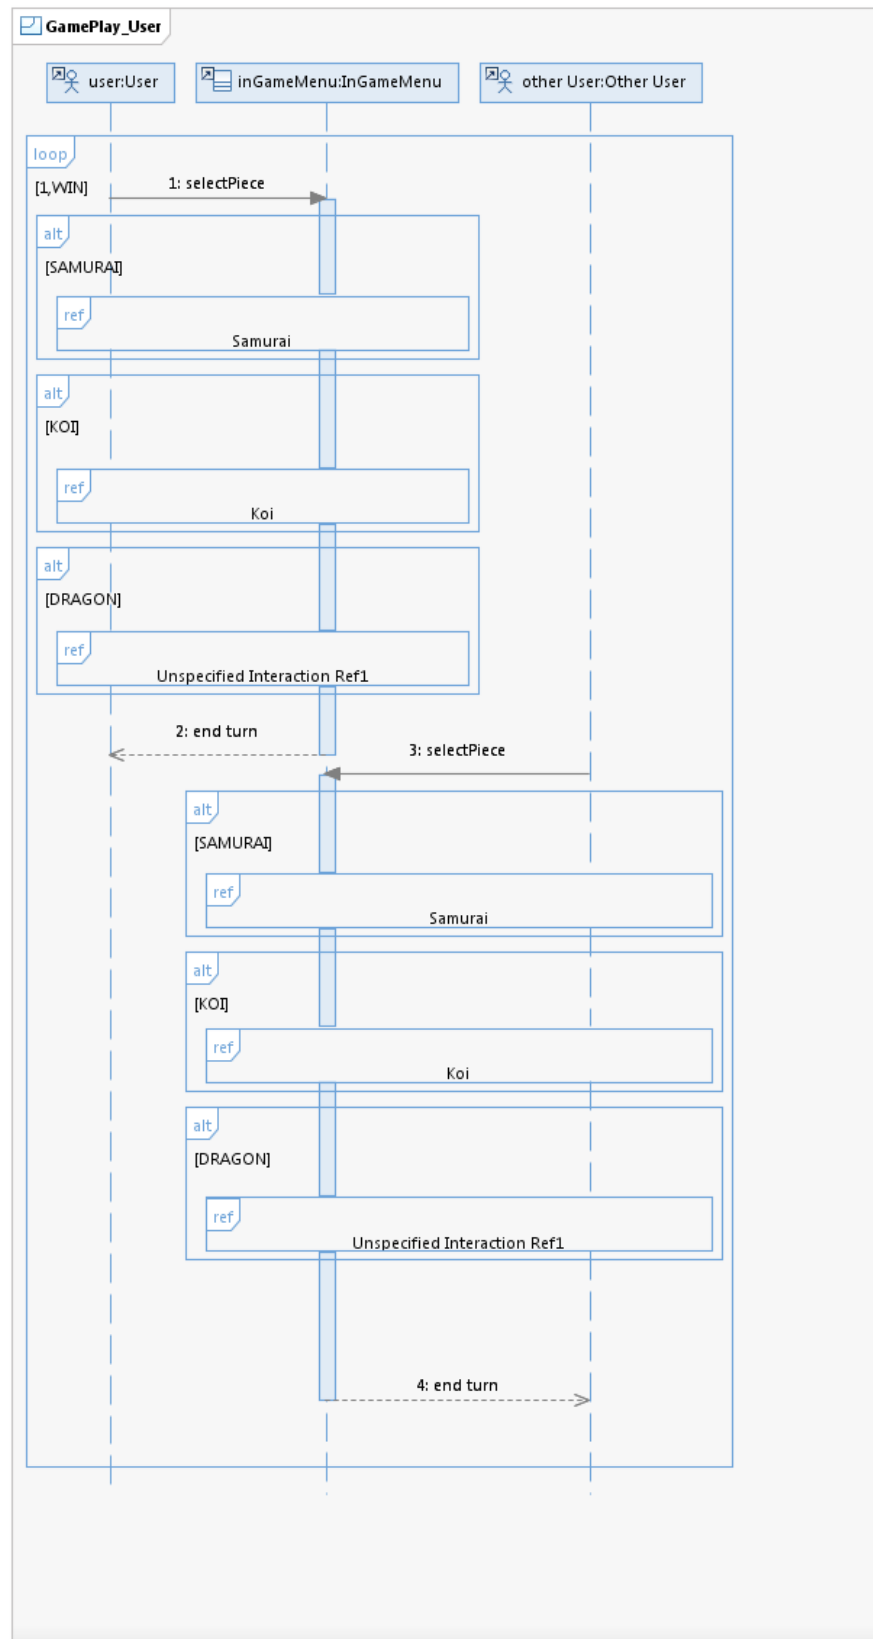 GamePlay_User
user:User
inGameMenu:InGameMenu
other User:Other User
loop
[1,WIN]
1: selectPiece
alt
[SAMURAI]
ref
Samurai
alt
[KOI]
ref
Koi
alt
[DRAGON]
ref
Unspecified Interaction Ref1
2: end turn
3: selectPiece
alt
[SAMURAI]
ref
Samurai
alt
[KOI]
ref
Koi
alt
[DRAGON]
ref
Unspecified Interaction Ref1
4: end turn